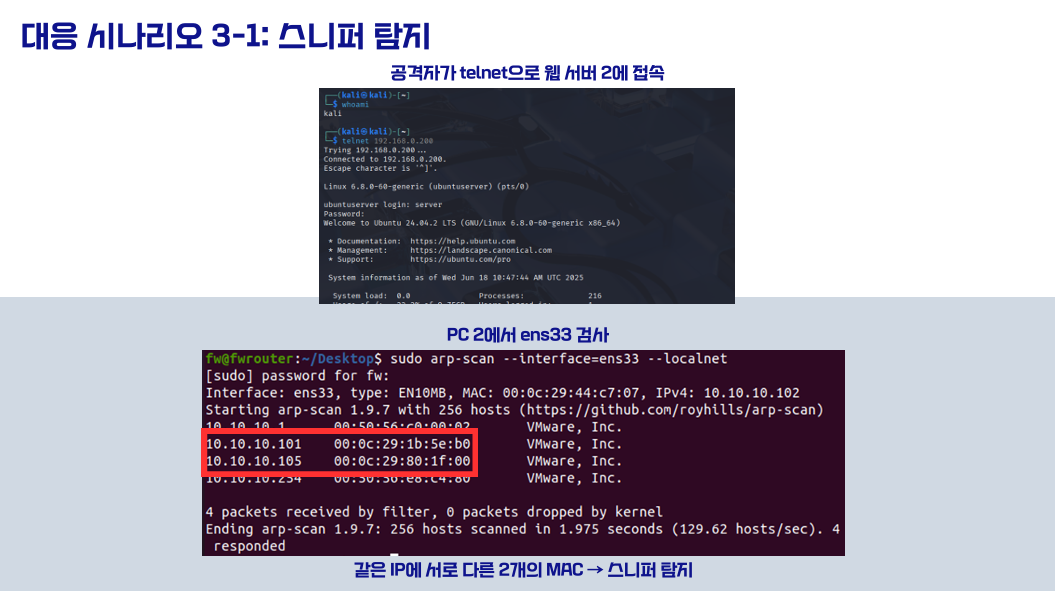 대응 시나리오 3-1: 스니퍼 탐지
공격자가 telnet으로 웹 서버 2에 접속
(kali㉿kali)-[~]
$ whoami
kali
(kali㉿kali)-[~]
$ telnet 192.168.0.200
Trying 192.168.0.200...
Connected to 192.168.0.200.
Escape character is '^]'.
Linux 6.8.0-60-generic (ubuntuserver) (pts/0)
ubuntuserver login: server
Password:
Welcome to Ubuntu 24.04.2 LTS (GNU/Linux 6.8.0-60-generic x86_64)
* Documentation: https://help.ubuntu.com
* Management: https://landscape.canonical.com
* Support: https://ubuntu.com/pro
System information as of Wed Jun 18 10:47:44 AM UTC 2025
System load: 0.0 Processes: 216
PC 2에서 ens33 검사
fw@fwrouter:~/Desktop$ sudo arp-scan --interface=ens33 --localnet
[sudo] password for fw:
Interface: ens33, type: EN10MB, MAC: 00:0c:29:44:c7:07, IPv4: 10.10.10.102
Starting arp-scan 1.9.7 with 256 hosts (https://github.com/royhills/arp-scan)
10.10.10.1 00:50:56:c0:00:02 VMware, Inc.
10.10.10.101 00:0c:29:1b:5e:b0 VMware, Inc.
10.10.10.105 00:0c:29:80:1f:00 VMware, Inc.
10.10.10.254 00:50:56:e8:c4:80 VMware, Inc.
4 packets received by filter, 0 packets dropped by kernel
Ending arp-scan 1.9.7: 256 hosts scanned in 1.975 seconds (129.62 hosts/sec). 4
responded
같은 IP에 서로 다른 2개의 MAC → 스니퍼 탐지